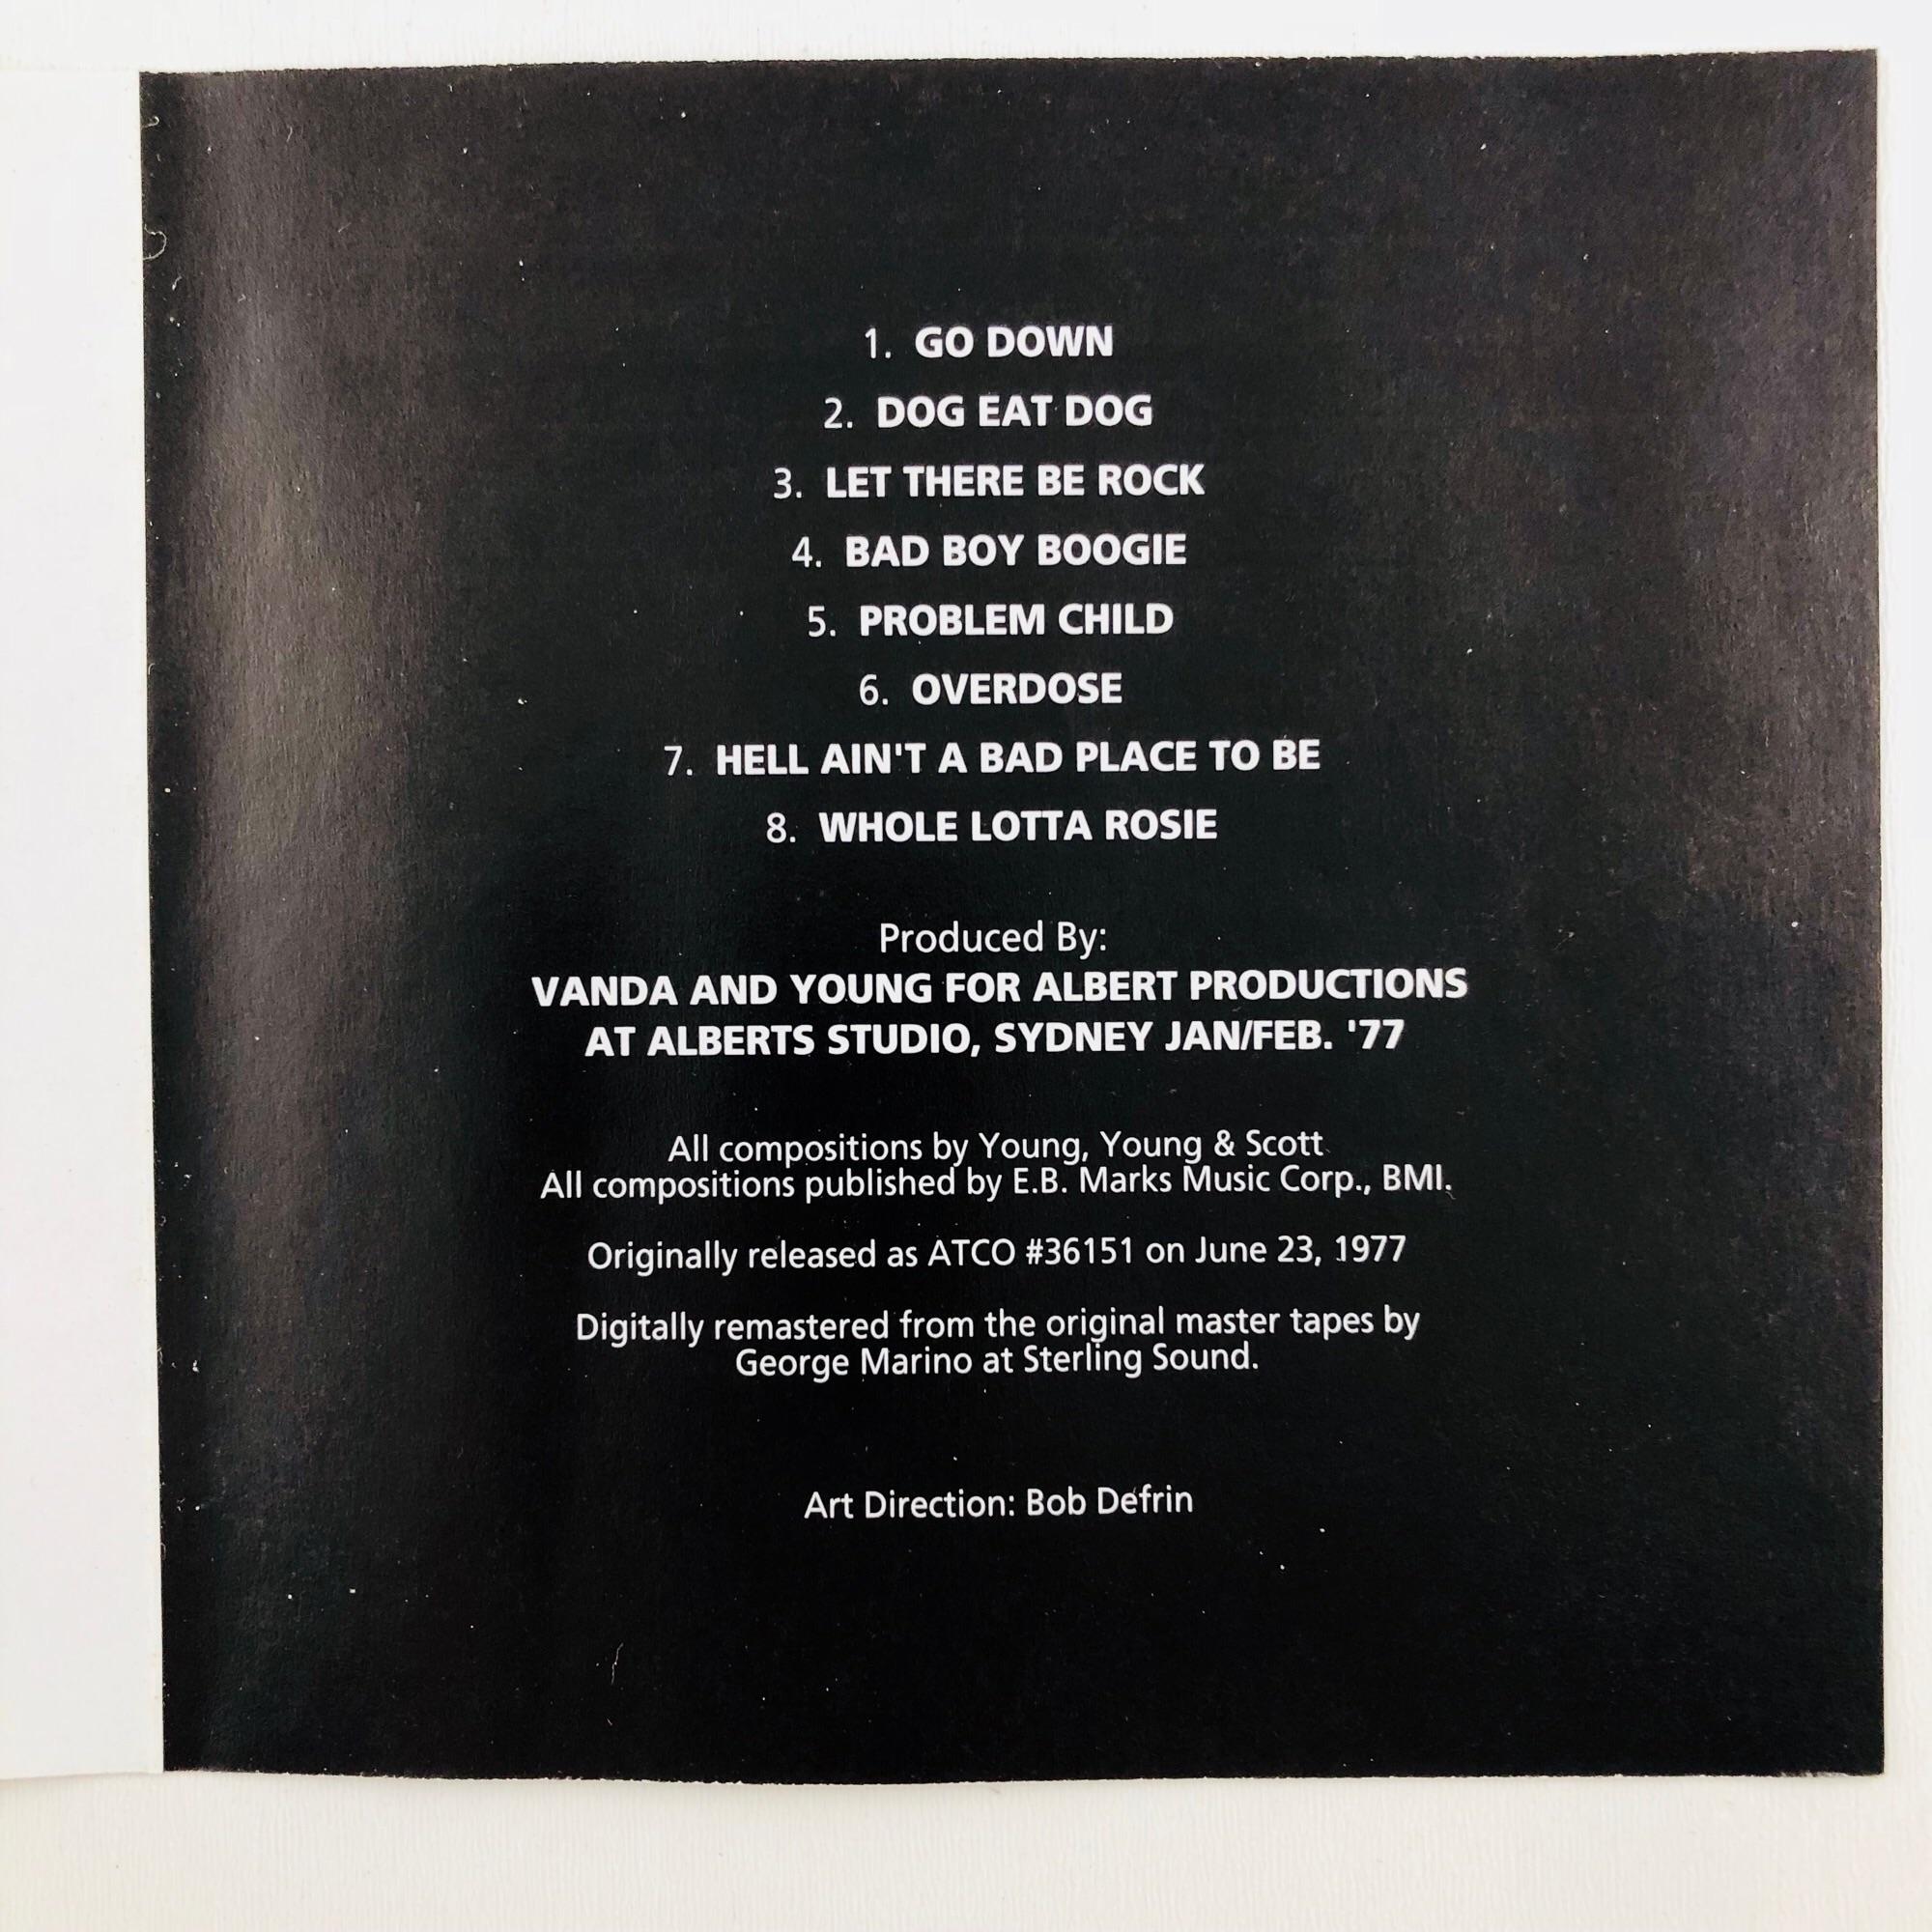 1. GO DOWN
2. DOG EAT DOG
3. LET THERE BE ROCK
4. BAD BOY BOOGIE
5. PROBLEM CHILD
6. OVERDOSE
7. HELL AIN'T A BAD PLACE TO BE
8. WHOLE LOTTA ROSIE
Produced By:
VANDA AND YOUNG FOR ALBERT PRODUCTIONS
AT ALBERTS STUDIO, SYDNEY JAN/FEB. '77
All compositions by Young, Young & Scott
All compositions published by E.B. Marks Music Corp., BMI.
Originally released as ATCO #36151 on June 23, 1977
Digitally remastered from the original master tapes by
George Marino at Sterling Sound.
Art Direction: Bob Defrin